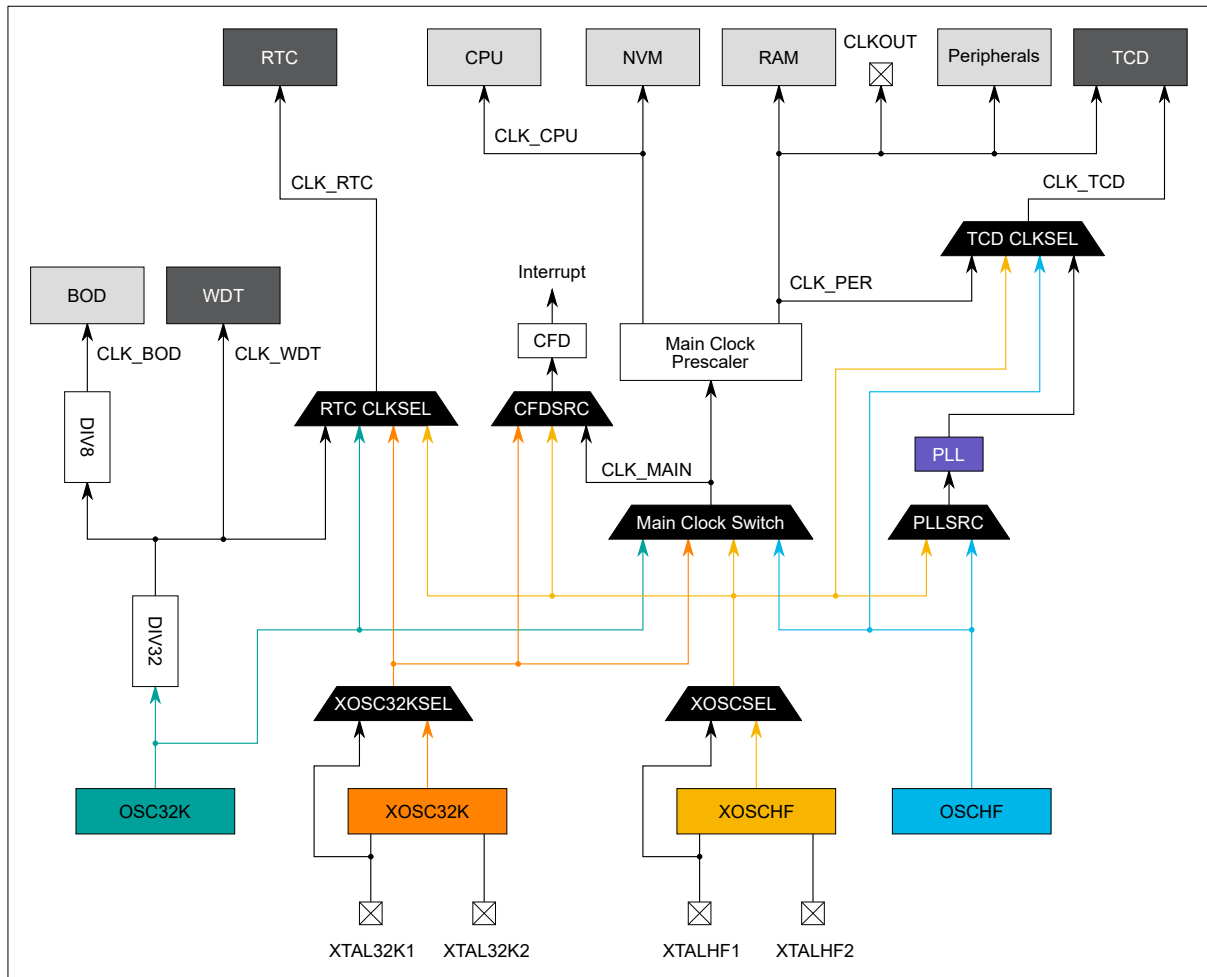 CLKOUT
RTC
CPU
NVM
RAM
Peripherals
TCD
CLK_CPU
CLK_RTC
CLK_TCD
TCD CLKSEL
Interrupt
BOD
WDT
CLK_PER
CFD
Main Clock
Prescaler
CLK_BOD
CLK_WDT
RTC CLKSEL
CFDSRC
DIV8
PLL
CLK_MAIN
Main Clock Switch
PLLSRC
DIV32
XOSC32KSEL
XOSCSEL
OSC32K
XOSC32K
XOSCHF
OSCHF
XTAL32K1
XTAL32K2
XTALHF1
XTALHF2